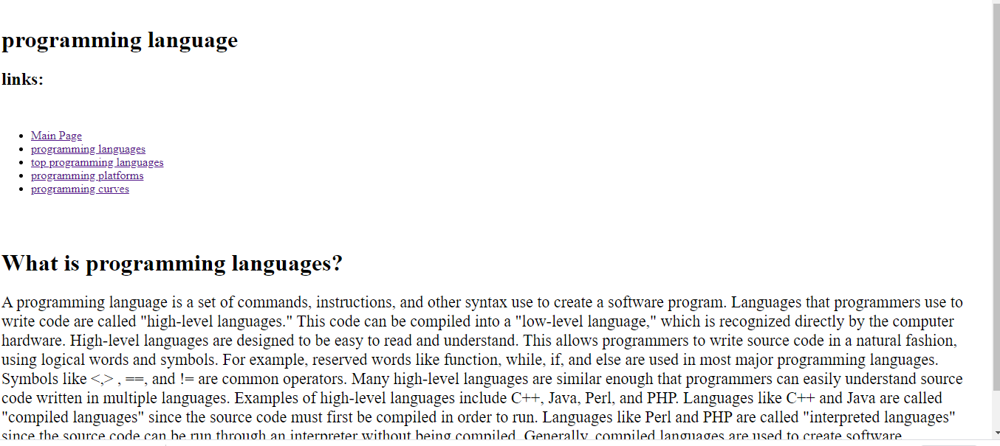 programming language
links:
Main Page
programming languages
top programming languages
programming platforms
programming curves
What is programming languages?
A programming language is a set of commands, instructions, and other syntax use to create a software program. Languages that programmers use to
write code are called "high-level languages." This code can be compiled into a "low-level language," which is recognized directly by the computer
hardware. High-level languages are designed to be easy to read and understand. This allows programmers to write source code in a natural fashion,
using logical words and symbols. For example, reserved words like function, while, if, and else are used in most major programming languages.
Symbols like <,> , ==, and != are common operators. Many high-level languages are similar enough that programmers can easily understand source
code written in multiple languages. Examples of high-level languages include C++, Java, Perl, and PHP. Languages like C++ and Java are called
"compiled languages" since the source code must first be compiled in order to run. Languages like Perl and PHP are called "interpreted languages"
since the source code can be run through an interpreter without being compiled. Generally, compiled languages are used to create software